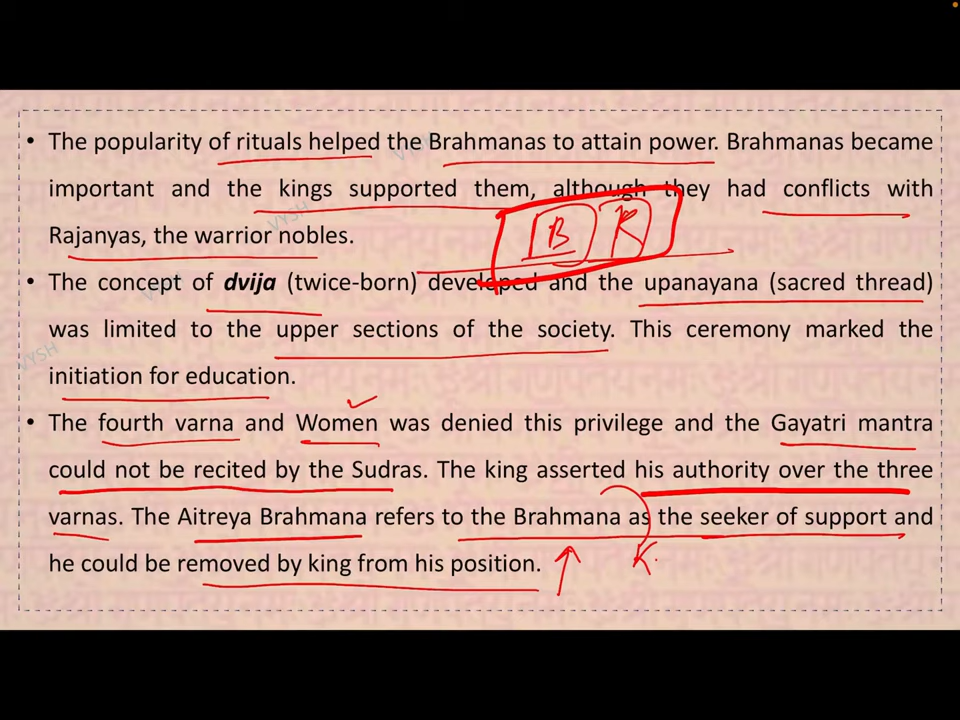 • The popularity of rituals helped the Brahmanas to attain power. Brahmanas became
important and the kings supported them, although they had conflicts with
Rajanyas, the warrior nobles.
B R
• The concept of dvija (twice-born) developed and the upanayana (sacred thread)
was limited to the upper sections of the society. This ceremony marked the
initiation for education.
• The fourth varna and Women was denied this privilege and the Gayatri mantra
could not be recited by the Sudras. The king asserted his authority over the three
varnas. The Aitreya Brahmana refers to the Brahmana as the seeker of support and
he could be removed by king from his position.
K
VYSH
VYSH